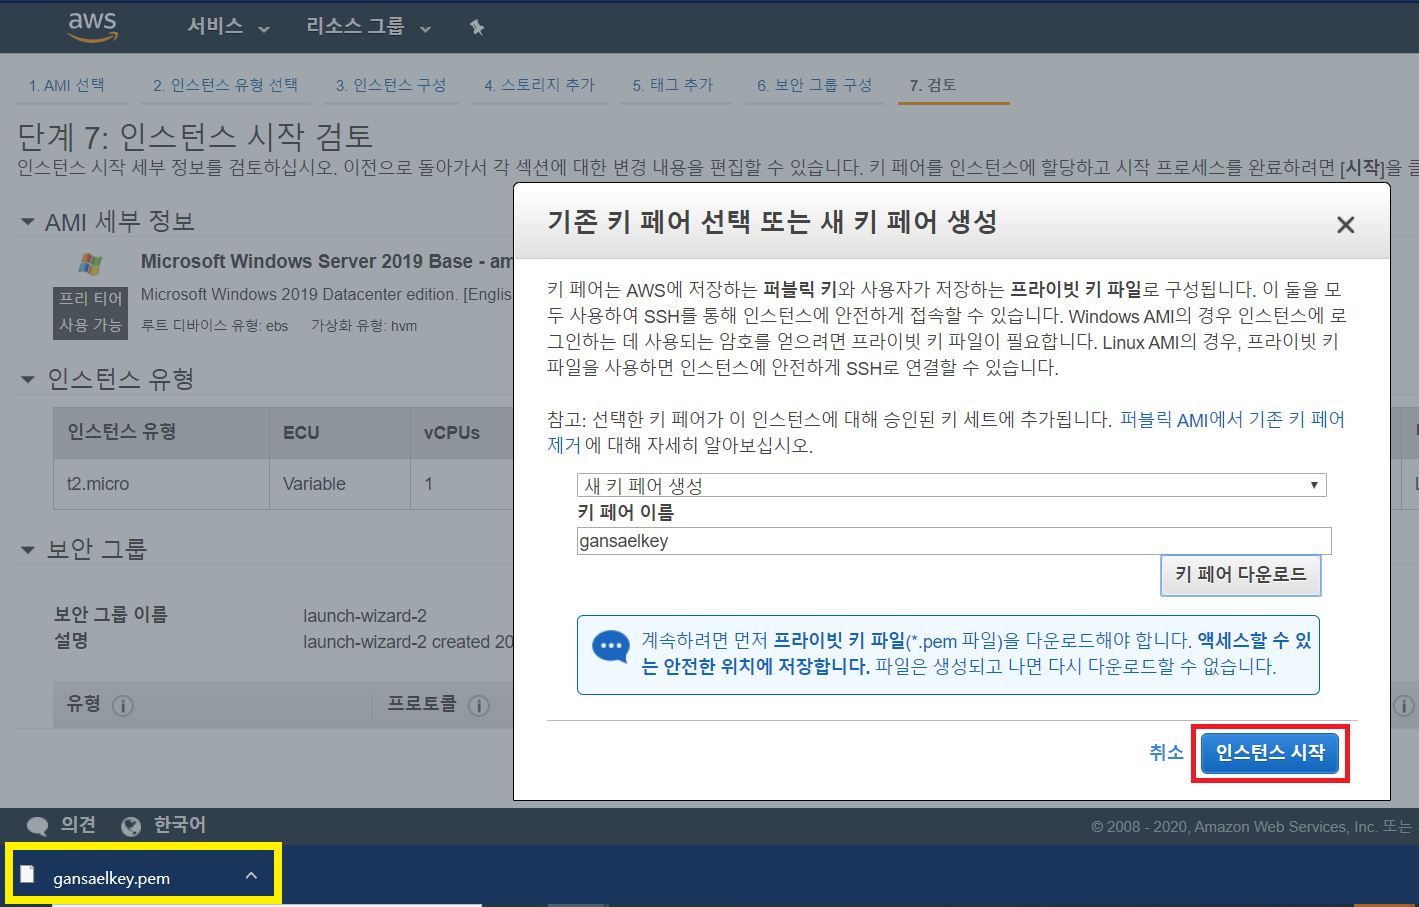 aws 서비스 리소스 그룹
1. AMI 선택 2. 인스턴스 유형 선택 3. 인스턴스 구성 4. 스토리지 추가 5. 태그 추가 6. 보안 그룹 구성 7. 검토
단계 7: 인스턴스 시작 검토
인스턴스 시작 세부 정보를 검토하십시오. 이전으로 돌아가서 각 섹션에 대한 변경 내용을 편집할 수 있습니다. 키 페어를 인스턴스에 할당하고 시작 프로세스를 완료하려면 [시작]을
AMI 세부 정보
Microsoft Windows Server 2019 Base - am
프리 티어
사용 가능
Microsoft Windows 2019 Datacenter edition. [Englis
루트 디바이스 유형: ebs 가상화 유형: hvm
인스턴스 유형
인스턴스 유형 ECU vCPUs
t2.micro Variable 1
보안 그룹
보안 그룹 이름 launch-wizard-2
설명 launch-wizard-2 created 20
유형 프로토콜
기존 키 페어 선택 또는 새 키 페어 생성
키 페어는 AWS에 저장하는 퍼블릭 키와 사용자가 저장하는 프라이빗 키 파일로 구성됩니다. 이 둘을 모
두 사용하여 SSH를 통해 인스턴스에 안전하게 접속할 수 있습니다. Windows AMI의 경우 인스턴스에 로
그인하는 데 사용되는 암호를 얻으려면 프라이빗 키 파일이 필요합니다. Linux AMI의 경우, 프라이빗 키
파일을 사용하면 인스턴스에 안전하게 SSH로 연결할 수 있습니다.
참고: 선택한 키 페어가 이 인스턴스에 대해 승인된 키 세트에 추가됩니다. 퍼블릭 AMI에서 기존 키 페어
제거에 대해 자세히 알아보십시오.
새 키 페어 생성
키 페어 이름
gansaelkey
키 페어 다운로드
계속하려면 먼저 프라이빗 키 파일(*.pem 파일)을 다운로드해야 합니다. 액세스할 수 있
는 안전한 위치에 저장합니다. 파일은 생성되고 나면 다시 다운로드할 수 없습니다.
취소 인스턴스 시작
의견 한국어
© 2008 - 2020, Amazon Web Services, Inc. 또는
gansaelkey.pem